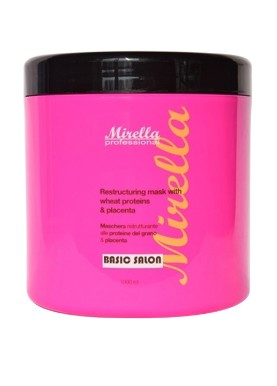 Mirella
professional
Restructuring mask with
wheat proteins
& placenta
Maschera ristrutturante
alle proteine del grano
& placenta
BASIC SALON
Mirella